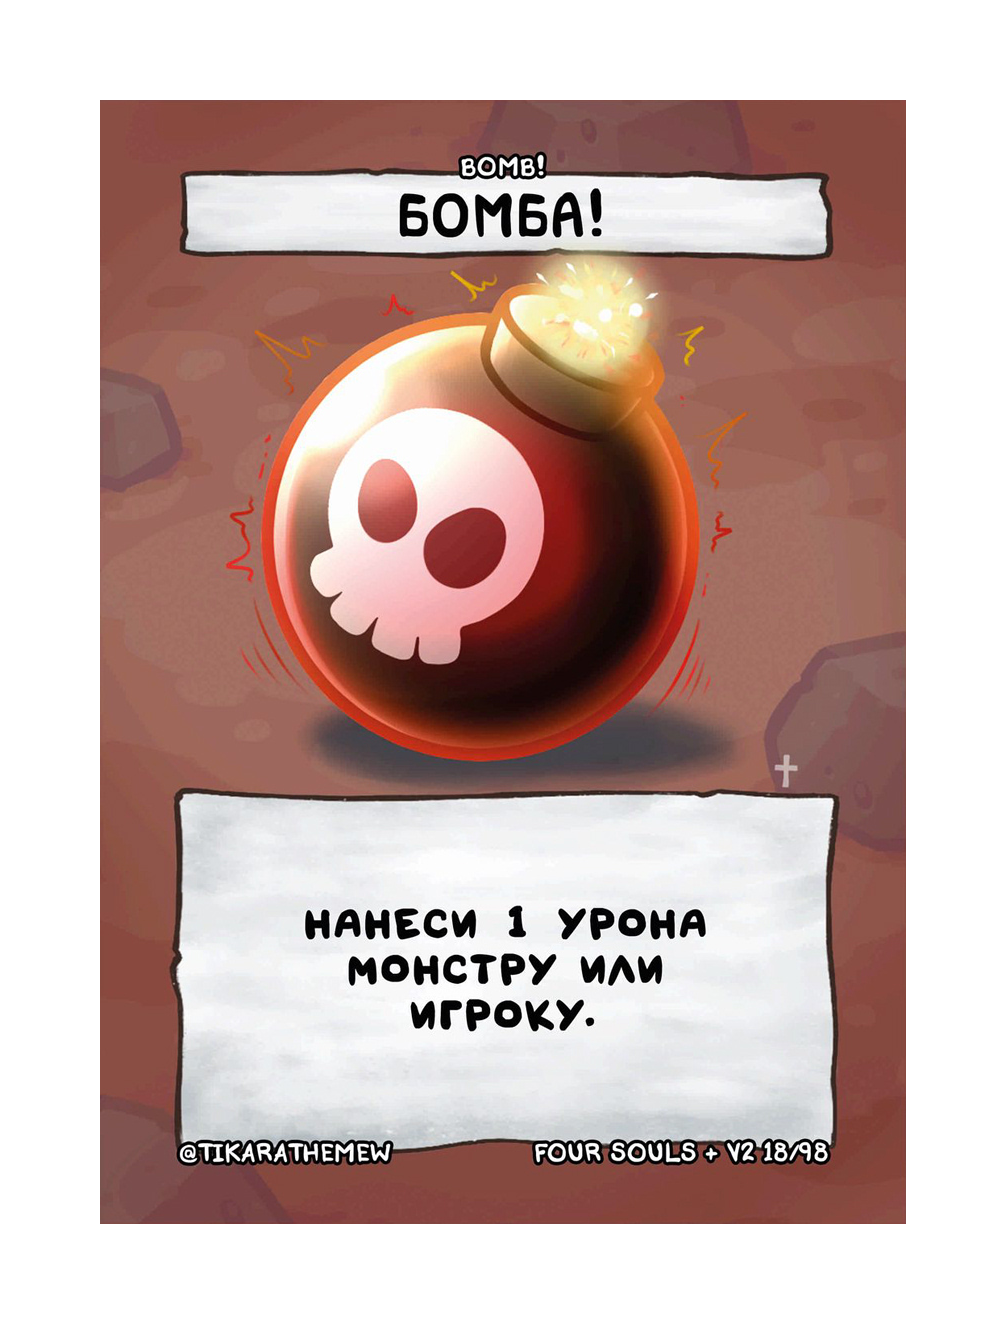 BOMB!
БОМБА!
НАНЕСИ 1 УРОНА
МОНСТРУ ИЛИ
ИГРОКУ.
@TIKARATHEMEW
FOUR SOULS + V2 18/98